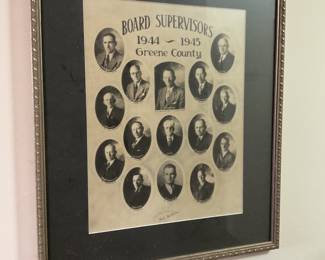 BOARD SUPERVISORS
1944 - 1945
Greene County